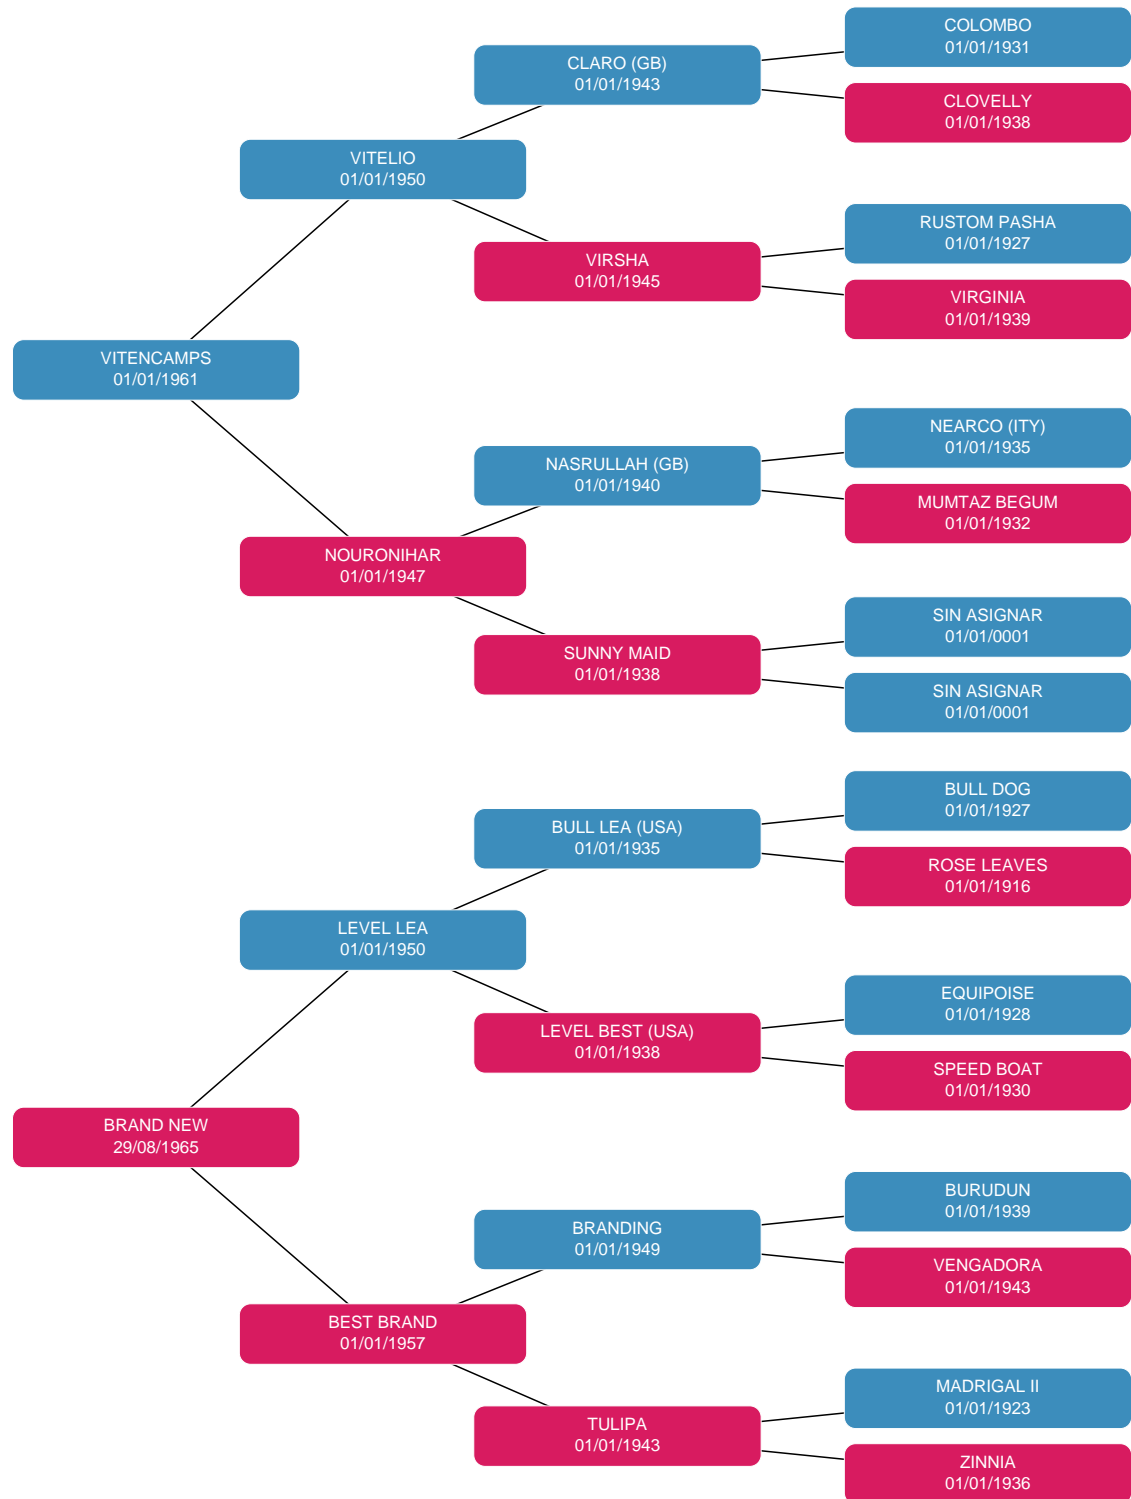 COLOMBO
01/01/1931
CLARO (GB)
01/01/1943
CLOVELLY
01/01/1938
VITELIO
01/01/1950
RUSTOM PASHA
01/01/1927
VIRSHA
01/01/1945
VIRGINIA
01/01/1939
VITENCAMPS
01/01/1961
NEARCO (ITY)
01/01/1935
NASRULLAH (GB)
01/01/1940
MUMTAZ BEGUM
01/01/1932
NOURONIHAR
01/01/1947
SIN ASIGNAR
01/01/0001
SUNNY MAID
01/01/1938
SIN ASIGNAR
01/01/0001
BULL DOG
01/01/1927
BULL LEA (USA)
01/01/1935
ROSE LEAVES
01/01/1916
LEVEL LEA
01/01/1950
EQUIPOISE
01/01/1928
LEVEL BEST (USA)
01/01/1938
SPEED BOAT
01/01/1930
BRAND NEW
29/08/1965
BURUDUN
01/01/1939
BRANDING
01/01/1949
VENGADORA
01/01/1943
BEST BRAND
01/01/1957
MADRIGAL II
01/01/1923
TULIPA
01/01/1943
ZINNIA
01/01/1936